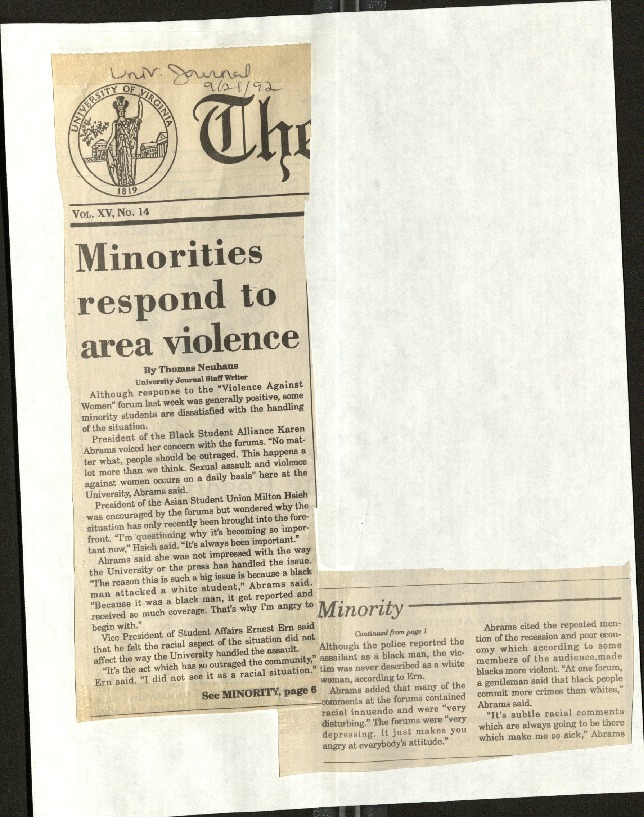 Univ. Journal
9/21/92
UNIVERSITY OF VIRGINIA
1819
The
VOL. XV, No. 14
Minorities
respond to
area violence
By Thomas Neuhaus
University Journal Staff Writer
Although response to the "Violence Against
Women" forum last week was generally positive, some
minority students are dissatisfied with the handling
of the situation.
President of the Black Student Alliance Karen
Abrams voiced her concern with the forums. "No mat-
ter what, people should be outraged. This happens a
lot more than we think. Sexual assault and violence
against women occurs on a daily basis" here at the
University, Abrams said.
President of the Asian Student Union Milton Hsieh
was encouraged by the forums but wondered why the
situation has only recently been brought into the fore-
front. "I'm questioning why it's becoming so impor-
tant now," Hsieh said. "It's always been important."
Abrams said she was not impressed with the way
the University or the press has handled the issue.
"The reason this is such a big issue is because a black
man attacked a white student," Abrams said.
"Because it was a black man, it got reported and
received so much coverage. That's why I'm angry to
begin with."
Vice President of Student Affairs Ernest Ern said
that he felt the racial aspect of the situation did not
affect the way the University handled the assault.
"It's the act which has so outraged the community,"
Ern said. "I did not see it as a racial situation."
See MINORITY, page 6
Minority
Continued from page 1
Although the police reported the
assailant as a black man, the vic-
tim was never described as a white
woman, according to Ern.
Abrams added that many of the
comments at the forums contained
racial innuendo and were "very
disturbing." The forums were "very
depressing. It just makes you
angry at everybody's attitude."
Abrams cited the repeated men-
tion of the recession and poor econ-
omy which according to some
members of the audience, made
blacks more violent. "At one forum,
a gentleman said that black people
commit more crimes than whites,"
Abrams said.
"It's subtle racial comments
which are always going to be there
which make me so sick," Abrams